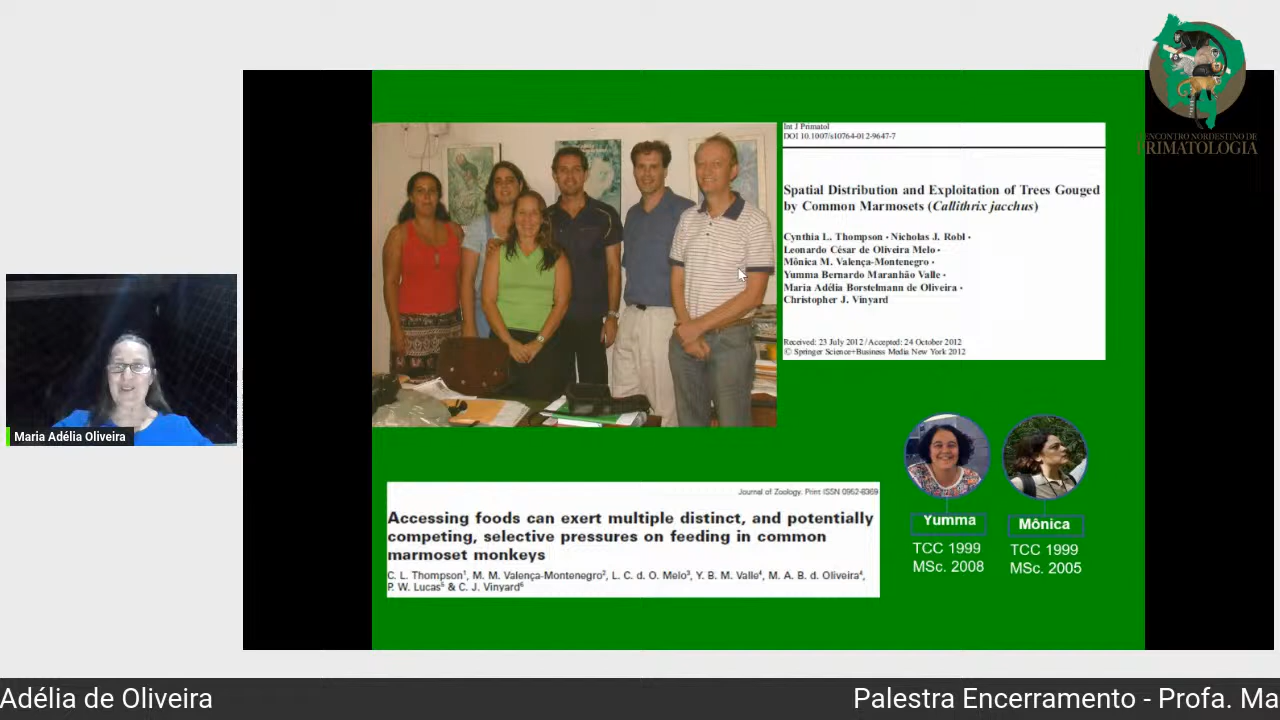 ENCONTRO NORDESTINO DE
PRIMATOLOGIA
Int J Primatol
DOI 10.1007/s10764-012-9647-7
Spatial Distribution and Exploitation of Trees Gouged
by Common Marmosets (Callithrix jacchus)
Cynthia L. Thompson · Nicholas J. Robl ·
Leonardo César de Oliveira Melo ·
Mônica M. Valença-Montenegro ·
Yumma Bernardo Maranhão Valle ·
Maria Adélia Borstelmann de Oliveira ·
Christopher J. Vinyard
Received: 23 July 2012 / Accepted: 24 October 2012
© Springer Science+Business Media New York 2012
Maria Adélia Oliveira
Journal of Zoology. Print ISSN 0952-8369
Accessing foods can exert multiple distinct, and potentially
competing, selective pressures on feeding in common
marmoset monkeys
C. L. Thompson¹, M. M. Valença-Montenegro², L. C. d. O. Melo³, Y. B. M. Valle⁴, M. A. B. d. Oliveira⁴,
P. W. Lucas⁵ & C. J. Vinyard⁶
Yumma
TCC 1999
MSc. 2008
Mônica
TCC 1999
MSc. 2005
Adélia de Oliveira
Palestra Encerramento - Profa. Ma